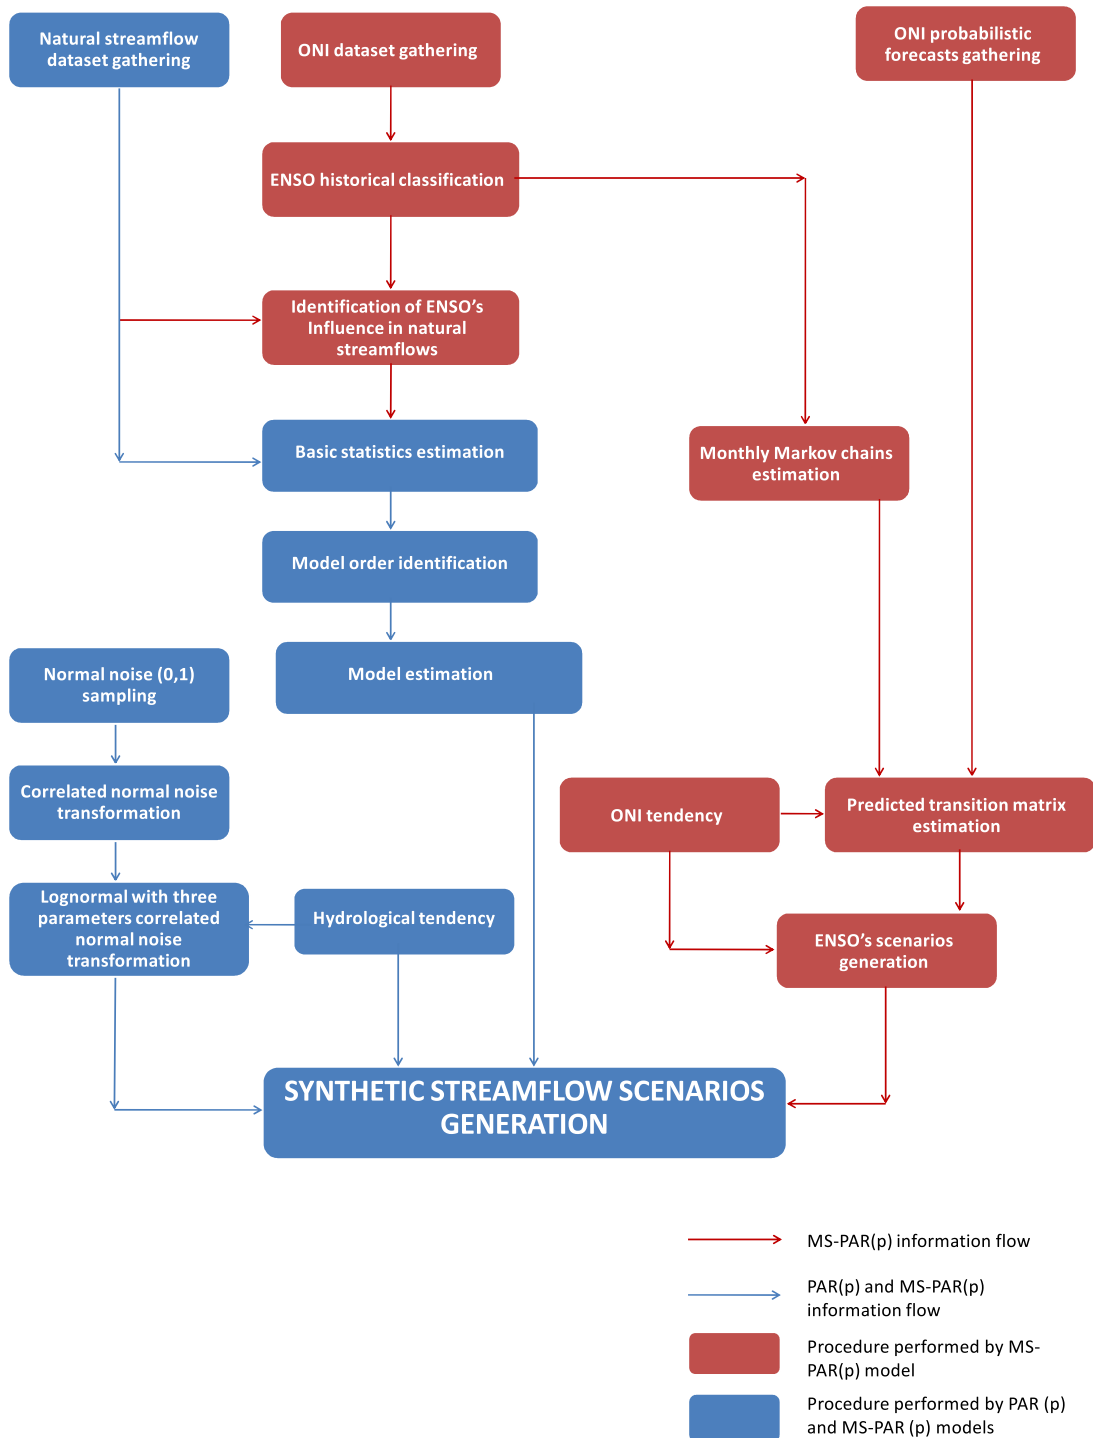 Natural streamflow
dataset gathering
ONI dataset gathering
ONI probabilistic
forecasts gathering
ENSO historical classification
Identification of ENSO’s
Influence in natural
streamflows
Basic statistics estimation
Monthly Markov chains
estimation
Model order identification
Normal noise (0,1)
sampling
Model estimation
Correlated normal noise
transformation
ONI tendency
Predicted transition matrix
estimation
Lognormal with three
parameters correlated
normal noise
transformation
Hydrological tendency
ENSO’s scenarios
generation
SYNTHETIC STREAMFLOW SCENARIOS
GENERATION
MS-PAR(p) information flow
PAR(p) and MS-PAR(p)
information flow
Procedure performed by MS-
PAR(p) model
Procedure performed by PAR (p)
and MS-PAR (p) models